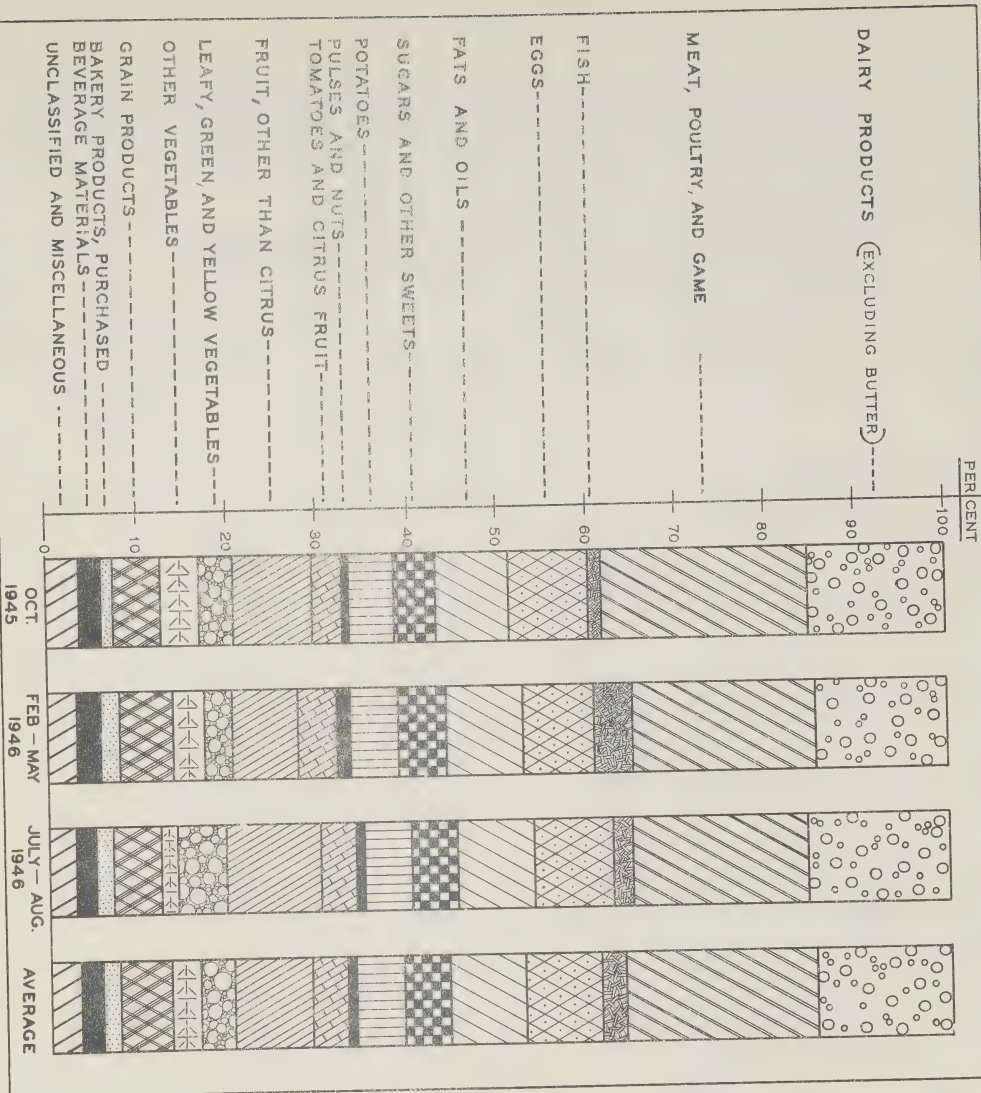 PER CENT
DAIRY PRODUCTS (EXCLUDING BUTTER)
MEAT, POULTRY, AND GAME
FISH
EGGS
FATS AND OILS
SUGARS AND OTHER SWEETS
POTATOES
PULSES AND NUTS
TOMATOES AND CITRUS FRUIT
FRUIT, OTHER THAN CITRUS
LEAFY, GREEN, AND YELLOW VEGETABLES
OTHER VEGETABLES
GRAIN PRODUCTS
BAKERY PRODUCTS, PURCHASED
BEVERAGE MATERIALS
UNCLASSIFIED AND MISCELLANEOUS
100
90
80
70
60
50
40
30
20
10
0
OCT.
1945
FEB - MAY
1946
JULY - AUG.
1946
AVERAGE